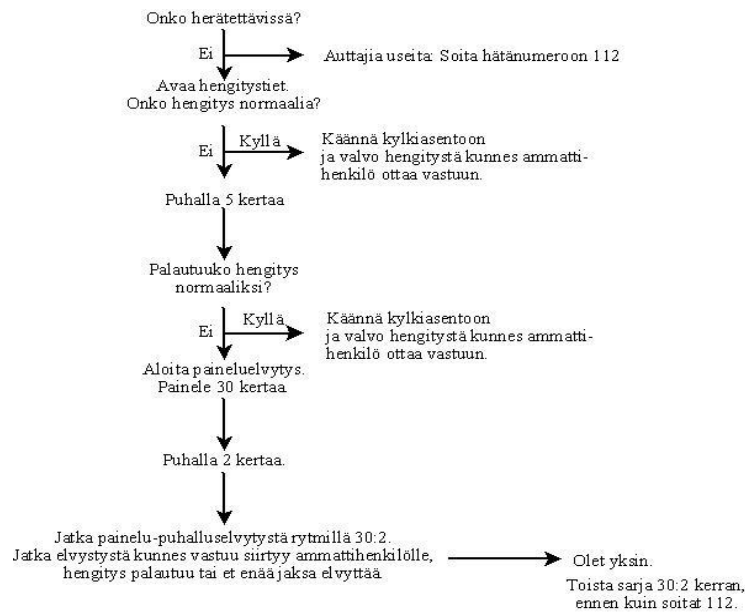 Onko herätettävissä?
Ei
Auttajia useita: Soita hätänumeroon 112
Avaa hengitystiet.
Onko hengitys normaalia?
Kyllä
Ei
Käännä kylkiasentoon
ja valvo hengitystä kunnes ammatti-
henkilö ottaa vastuun.
Puhalla 5 kertaa
Palautuuko hengitys
normaaliksi?
Kyllä
Ei
Käännä kylkiasentoon
ja valvo hengitystä kunnes ammatti-
henkilö ottaa vastuun.
Aloita paineluelvytys.
Painele 30 kertaa
Puhalla 2 kertaa.
Jatka painelu-puhalluselvytystä rytmillä 30:2.
Jatka elvystystä kunnes vastuu siirtyy ammattihenkilölle,
hengitys palautuu tai et enää jaksa elvyttää
Olet yksin.
Toista sarja 30:2 kerran,
ennen kuin soitat 112.